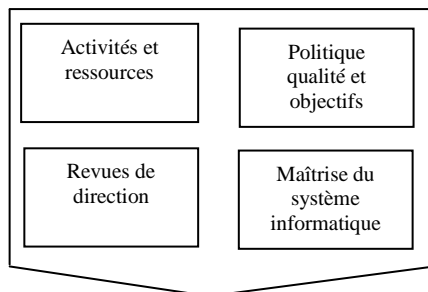 Activités et
ressources
Politique
qualité et
objectifs
Revues de
direction
Maîtrise du
système
informatique